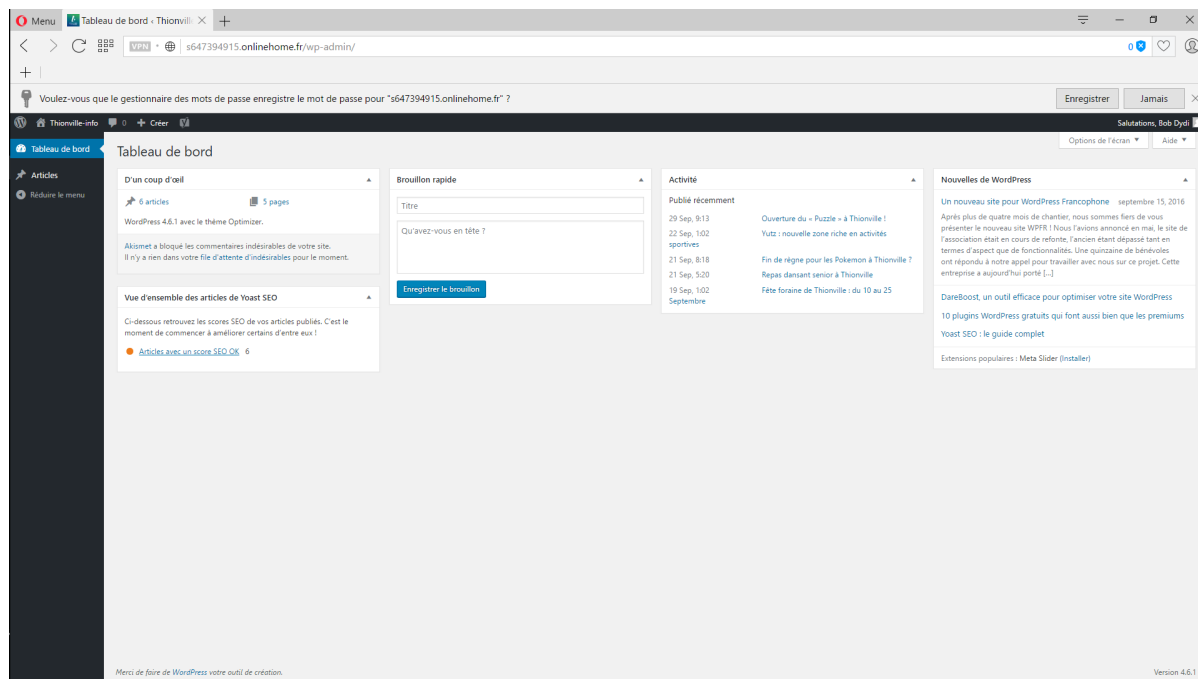 Menu
Tableau de bord ‹ Thionvill
VPN
s647394915.onlinehome.fr/wp-admin/
0
Voulez-vous que le gestionnaire des mots de passe enregistre le mot de passe pour "s647394915.onlinehome.fr" ?
Enregistrer
Jamais
Thionville-info
0
Créer
Salutations, Bob Dydi
Tableau de bord
Articles
Réduire le menu
Options de l'écran
Aide
Tableau de bord
D'un coup d'œil
6 articles
5 pages
WordPress 4.6.1 avec le thème Optimizer.
Akismet a bloqué les commentaires indésirables de votre site.
Il n'y a rien dans votre file d'attente d'indésirables pour le moment.
Vue d'ensemble des articles de Yoast SEO
Ci-dessous retrouvez les scores SEO de vos articles publiés. C'est le
moment de commencer à améliorer certains d'entre eux !
Articles avec un score SEO OK 6
Brouillon rapide
Titre
Qu'avez-vous en tête ?
Enregistrer le brouillon
Activité
Publié récemment
29 Sep, 9:13 Ouverture du « Puzzle » à Thionville !
22 Sep, 1:02 Yutz : nouvelle zone riche en activités
sportives
21 Sep, 8:18 Fin de règne pour les Pokemon à Thionville ?
21 Sep, 5:20 Repas dansant senior à Thionville
19 Sep, 1:02 Fête foraine de Thionville : du 10 au 25
Septembre
Nouvelles de WordPress
Un nouveau site pour WordPress Francophone septembre 15, 2016
Après plus de quatre mois de chantier, nous sommes fiers de vous
présenter le nouveau site WPFR ! Nous l'avions annoncé en mai, le site de
l'association était en cours de refonte, l'ancien étant dépassé tant en
termes d'aspect que de fonctionnalités. Une quinzaine de bénévoles
ont répondu à notre appel pour travailler avec nous sur ce projet. Cette
entreprise a aujourd'hui porté [...]
DareBoost, un outil efficace pour optimiser votre site WordPress
10 plugins WordPress gratuits qui font aussi bien que les premiums
Yoast SEO : le guide complet
Extensions populaires : Meta Slider (Installer)
Merci de faire de WordPress votre outil de création.
Version 4.6.1